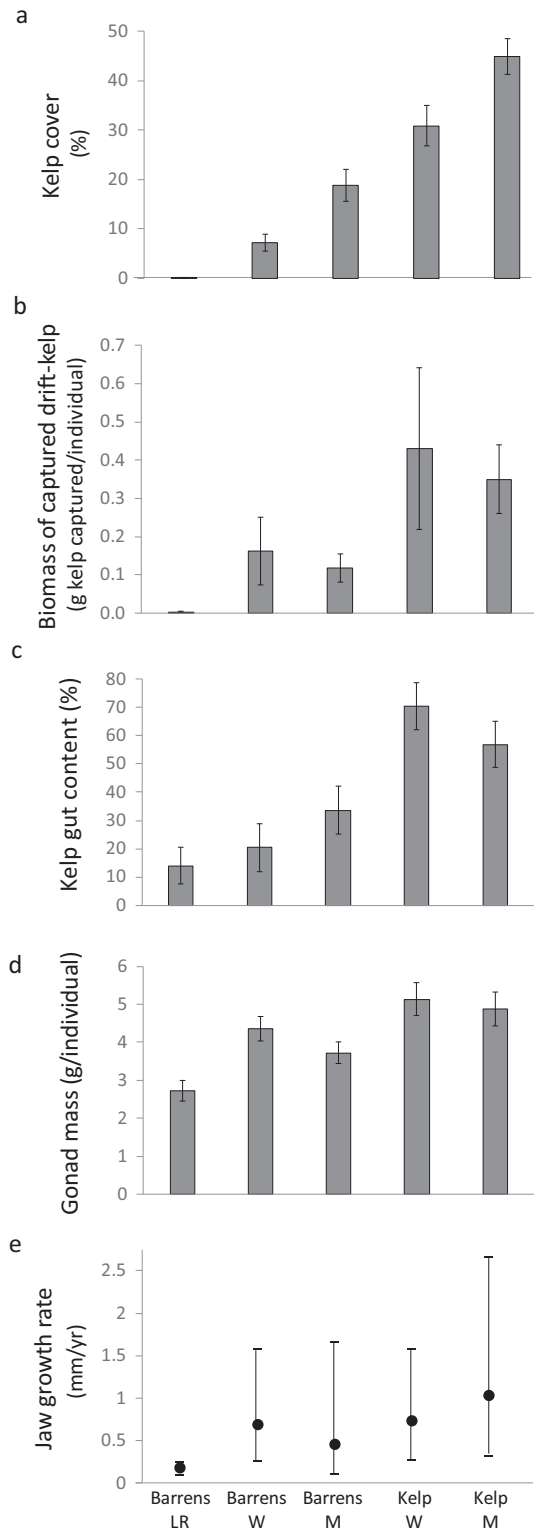 a
Kelp cover
(%)
50
40
30
20
10
0
b
Biomass of captured drift-kelp
(g kelp captured/individual)
0.7
0.6
0.5
0.4
0.3
0.2
0.1
0.0
c
Kelp gut content (%)
80
70
60
50
40
30
20
10
0
d
Gonad mass (g/individual)
6
5
4
3
2
1
0
e
Jaw growth rate
(mm/yr)
2.5
2
1.5
1
0.5
0
Barrens Barrens Barrens Kelp Kelp
LR W M W M